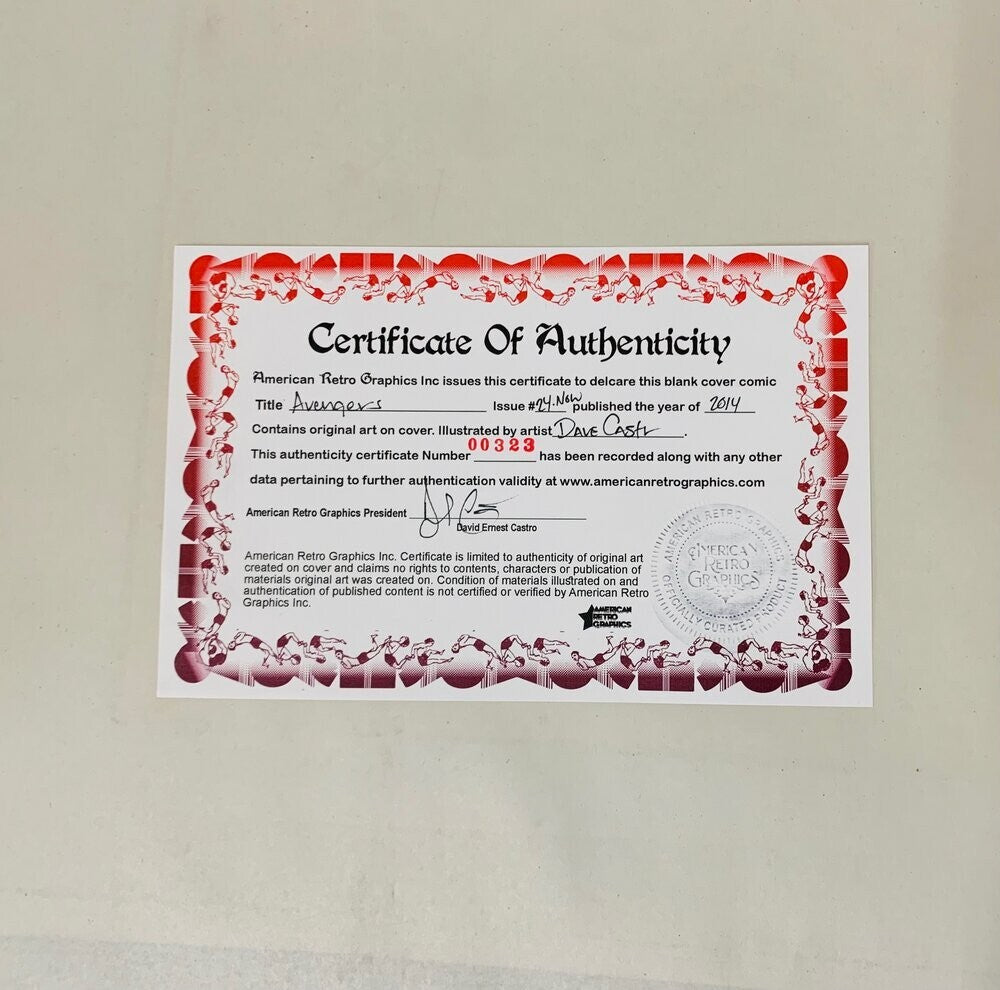 Certificate Of Authenticity
American Retro Graphics Inc issues this certificate to delcare this blank cover comic
Title Avengers Issue #24.Now published the year of 2014
Contains original art on cover. Illustrated by artist Dave Castr.
This authenticity certificate Number 00323 has been recorded along with any other
data pertaining to further authentication validity at www.americanretrographics.com
American Retro Graphics President
David Ernest Castro
American Retro Graphics Inc. Certificate is limited to authenticity of original art
created on cover and claims no rights to contents, characters or publication of
materials original art was created on. Condition of materials illustrated on and
authentication of published content is not certified or verified by American Retro
Graphics Inc.
AMERICAN
RETRO
GRAPHICS
AMERICAN RETRO GRAPHICS
AMERICAN
RETRO
GRAPHICS
OFFICIALLY CURATED PRODUCT